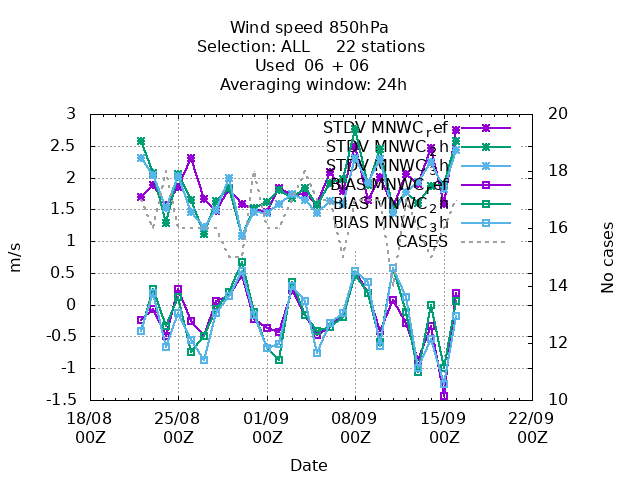 Wind speed 850hPa
Selection: ALL 22 stations
Used 06 + 06
Averaging window: 24h
3
2.5
2
1.5
1
0.5
0
-0.5
-1
-1.5
m/s
20
18
16
14
12
10
No cases
STDV MNWC_ref
STDV MNWC_2h
STDV MNWC_3h
BIAS MNWC_ref
BIAS MNWC_2h
BIAS MNWC_3h
CASES
18/08 25/08 01/09 08/09 15/09 22/09
00Z 00Z 00Z 00Z 00Z 00Z
Date